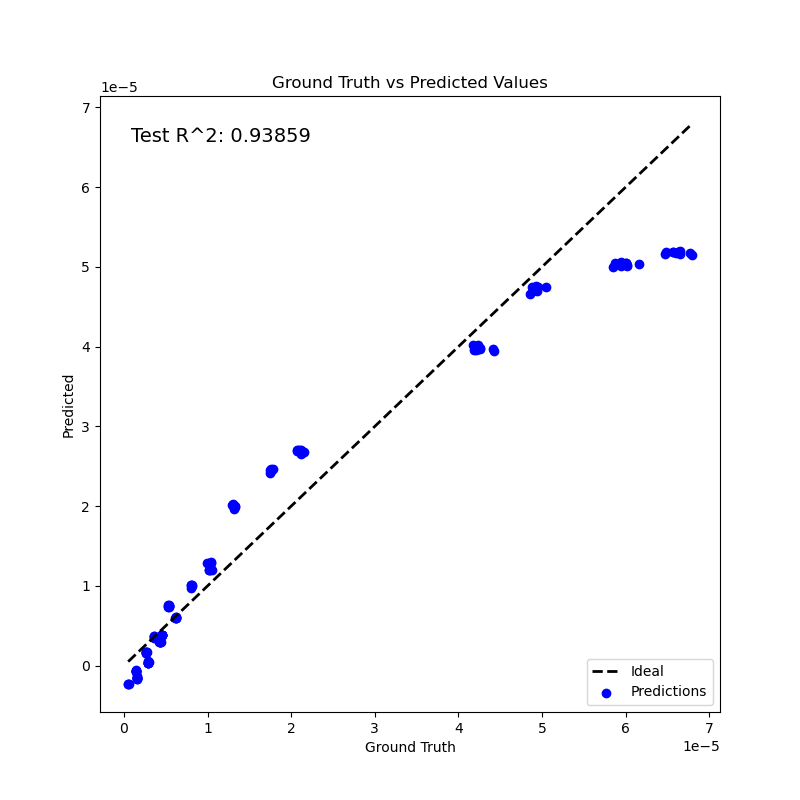 Ground Truth vs Predicted Values
1e−5
7
6
5
4
3
2
1
0
Predicted
Test R^2: 0.93859
Ideal
Predictions
0 1 2 3 4 5 6 7
1e−5
Ground Truth